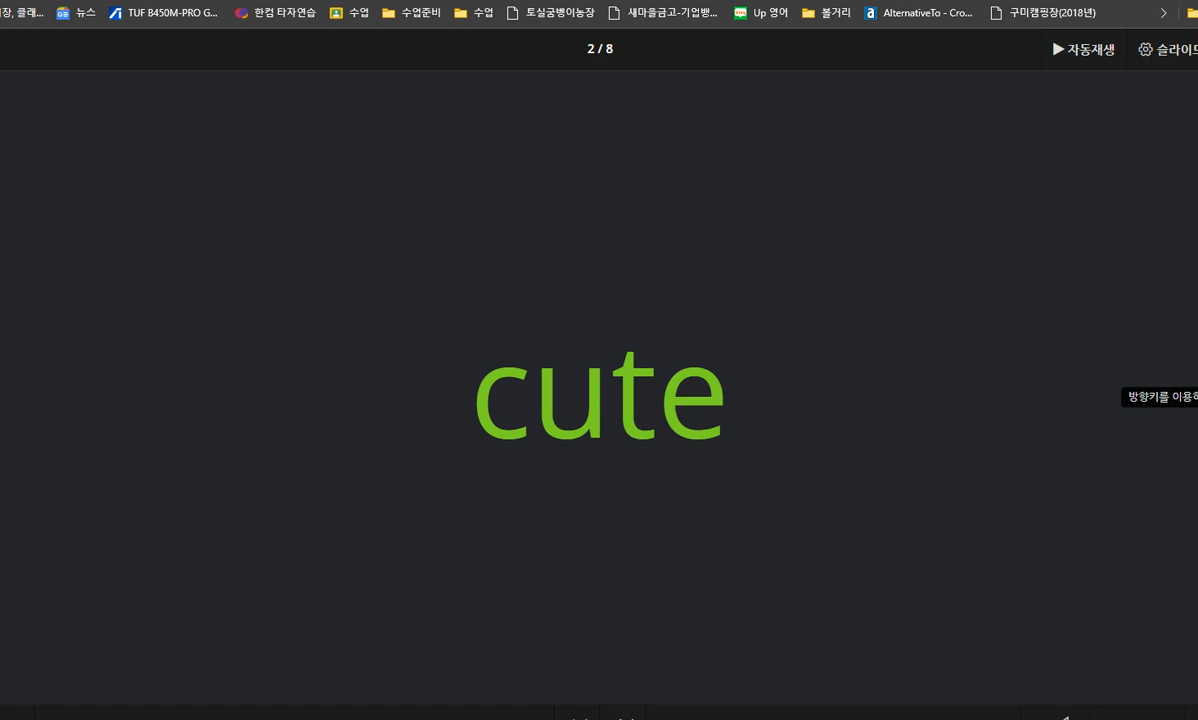 장, 클래... 뉴스 TUF B450M-PRO G... 한컴 타자연습 수업 수업준비 수업 토실굼벵이농장 새마을금고-기업뱅... Up 영어 볼거리 AlternativeTo - Cro... 구미캠핑장(2018년)
2 / 8 자동재생 슬라이드
cute
방향키를 이용하